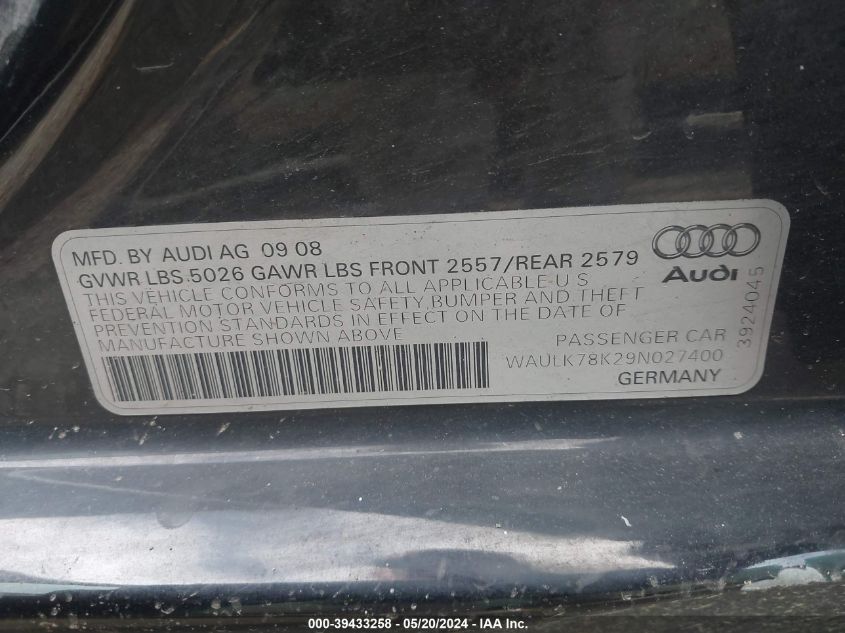 MFD. BY AUDI AG 09 08
GVWR LBS.5026 GAWR LBS FRONT 2557/REAR 2579
THIS VEHICLE CONFORMS TO ALL APPLICABLE U S
FEDERAL MOTOR VEHICLE SAFETY,BUMPER AND THEFT
PREVENTION STANDARDS IN EFFECT ON THE DATE OF
MANUFACTURE SHOWN ABOVE
PASSENGER CAR
WAULK78K29N027400
GERMANY
Audi
3924045
000-39433258 - 05/20/2024 - IAA Inc.